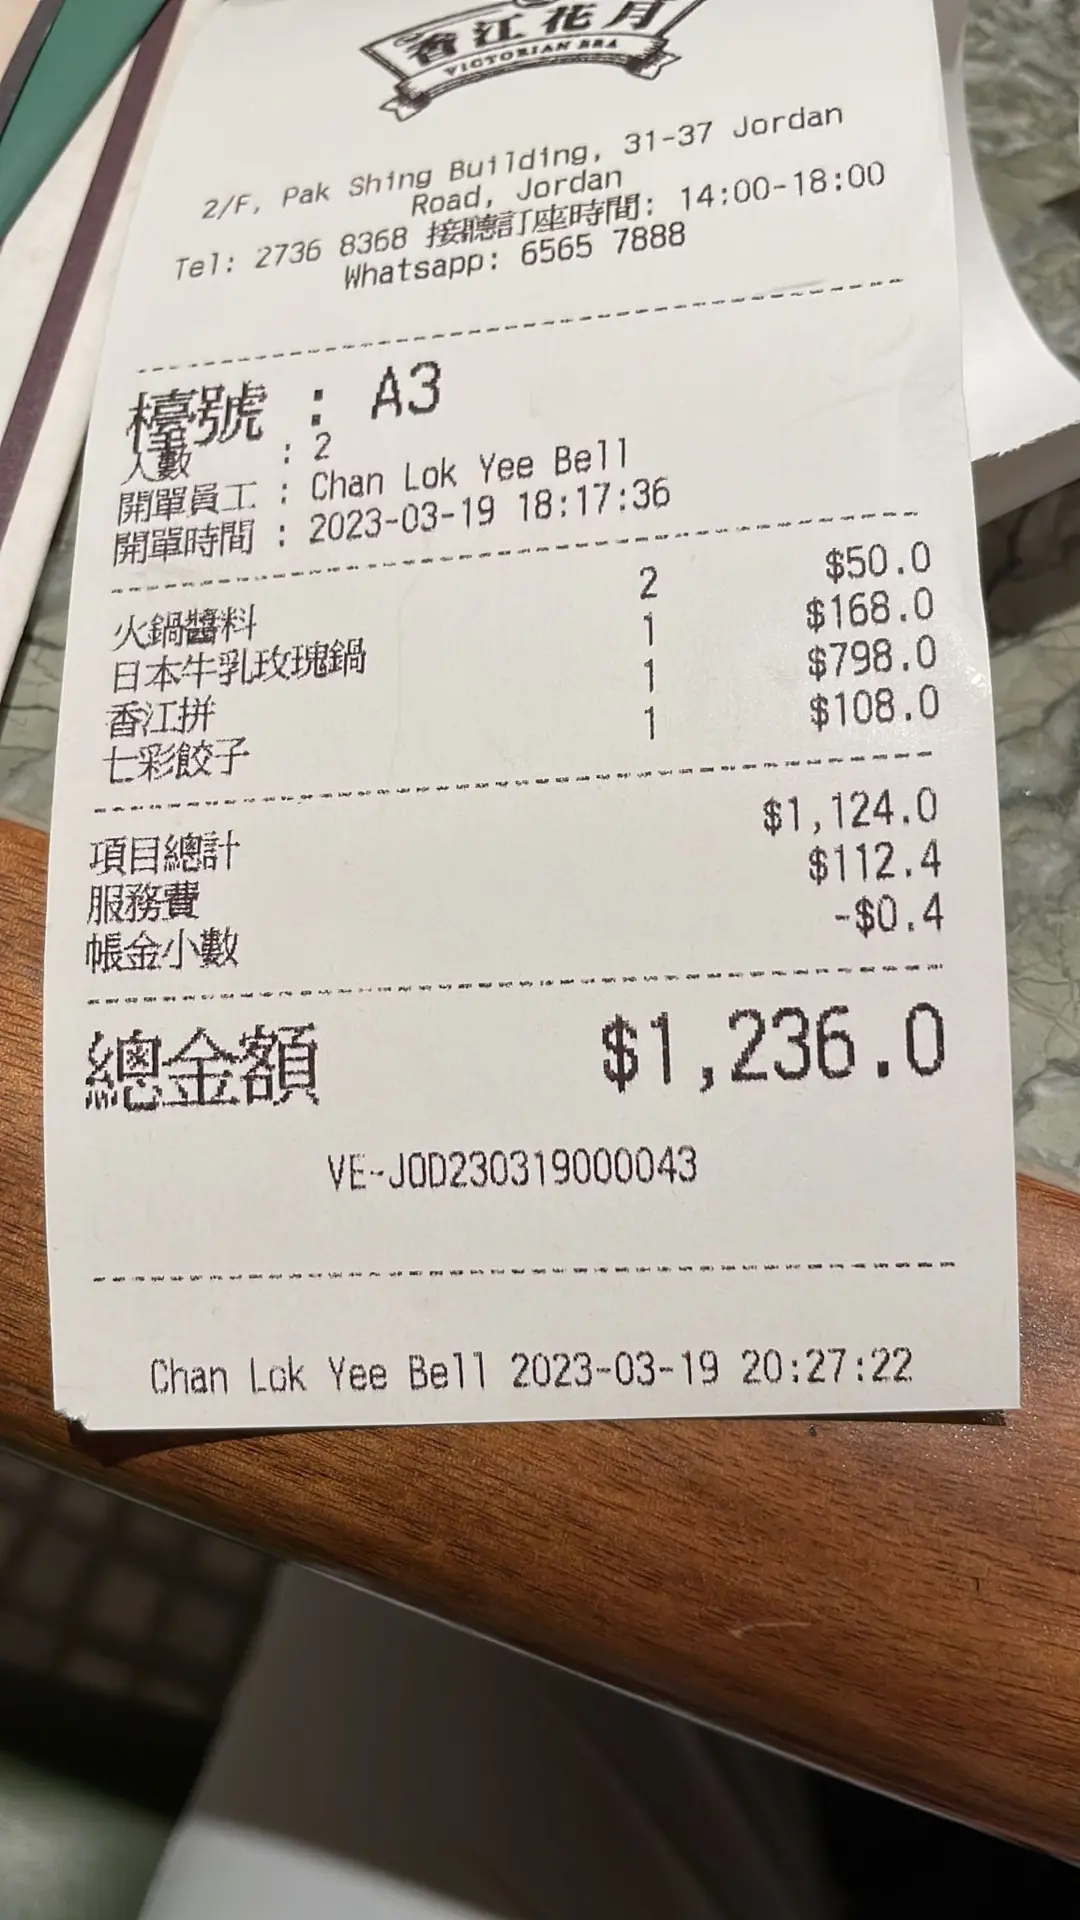 香江花月
VICTORIAN ERA
2/F, Pak Shing Building, 31-37 Jordan
Road, Jordan
Tel: 2736 8368 接聽訂座時間: 14:00-18:00
Whatsapp: 6565 7888
檯號 : A3
人數 : 2
開單員工 : Chan Lok Yee Bell
開單時間 : 2023-03-19 18:17:36
火鍋醬料 2 $50.0
日本牛乳玫瑰鍋 1 $168.0
香江拼 1 $798.0
七彩餃子 1 $108.0
項目總計 $1,124.0
服務費 $112.4
帳金小數 -$0.4
總金額 $1,236.0
VE-JOD230319000043
Chan Lok Yee Bell 2023-03-19 20:27:22